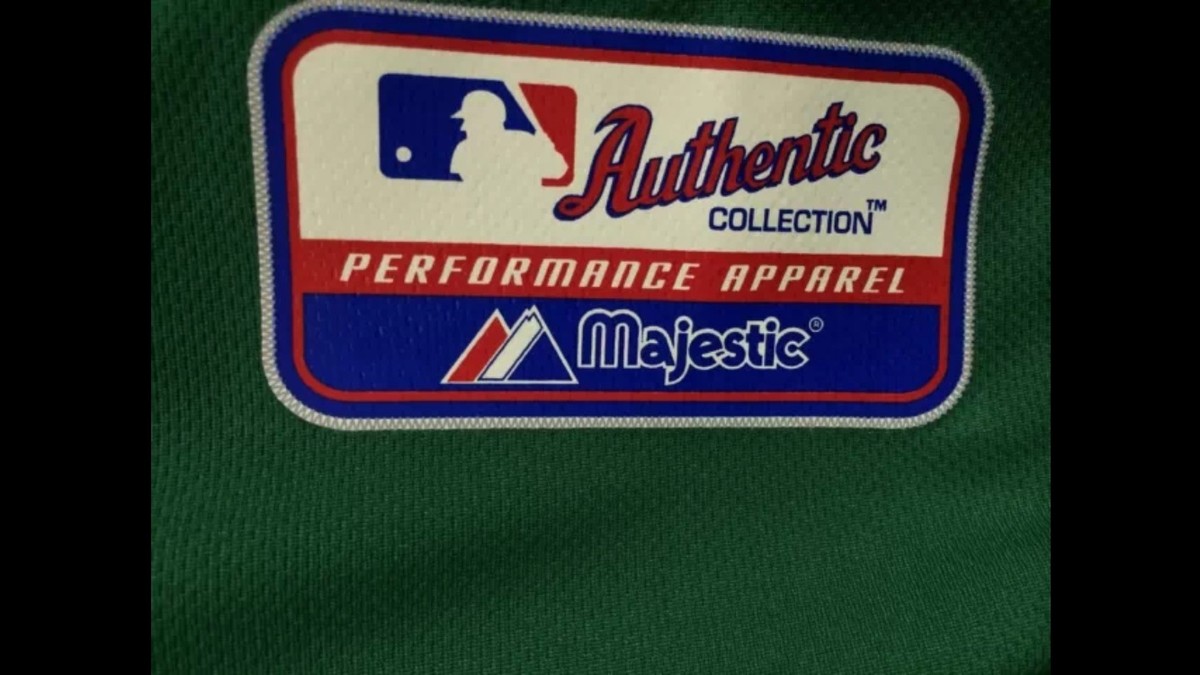 Authentic
COLLECTION™
PERFORMANCE APPAREL
Majestic®